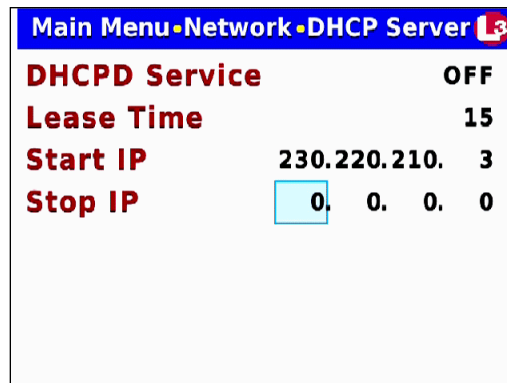 Main Menu•Network•DHCP Server L3
DHCPD Service OFF
Lease Time 15
Start IP 230.220.210. 3
Stop IP 0. 0. 0. 0